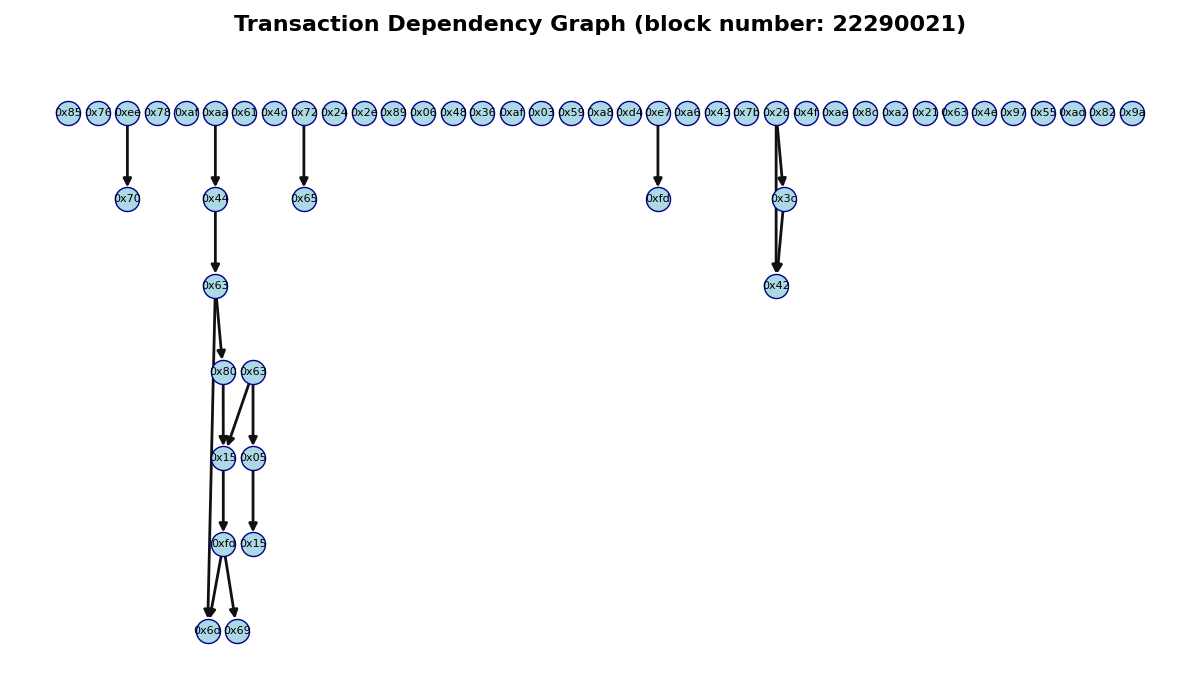 Transaction Dependency Graph (block number: 22290021)
0x85 0x76 0xee 0x78 0xaf 0xaa 0x61 0x4c 0x72 0x24 0x2e 0x89 0x06 0x48 0x36 0xaf 0x03 0x59 0xa8 0xd4 0xe7 0xa6 0x43 0x7b 0x26 0x4f 0xae 0x8c 0xa2 0x21 0x63 0x4e 0x97 0x55 0xad 0x82 0x9a
0x70 0x44 0x65 0xfd 0x3c
0x63 0x42
0x80 0x63
0x15 0x05
0x15
0x69